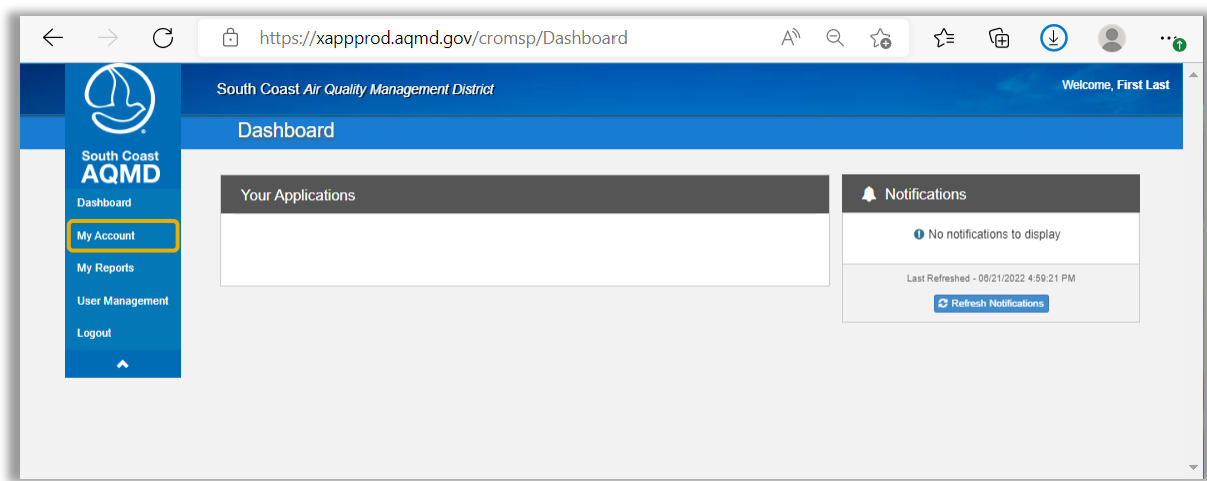 https://xappprod.aqmd.gov/cromsp/Dashboard
South Coast Air Quality Management District
Welcome, First Last
Dashboard
South Coast
AQMD
Dashboard
My Account
My Reports
User Management
Logout
Your Applications
Notifications
No notifications to display
Last Refreshed - 06/21/2022 4:59:21 PM
Refresh Notifications